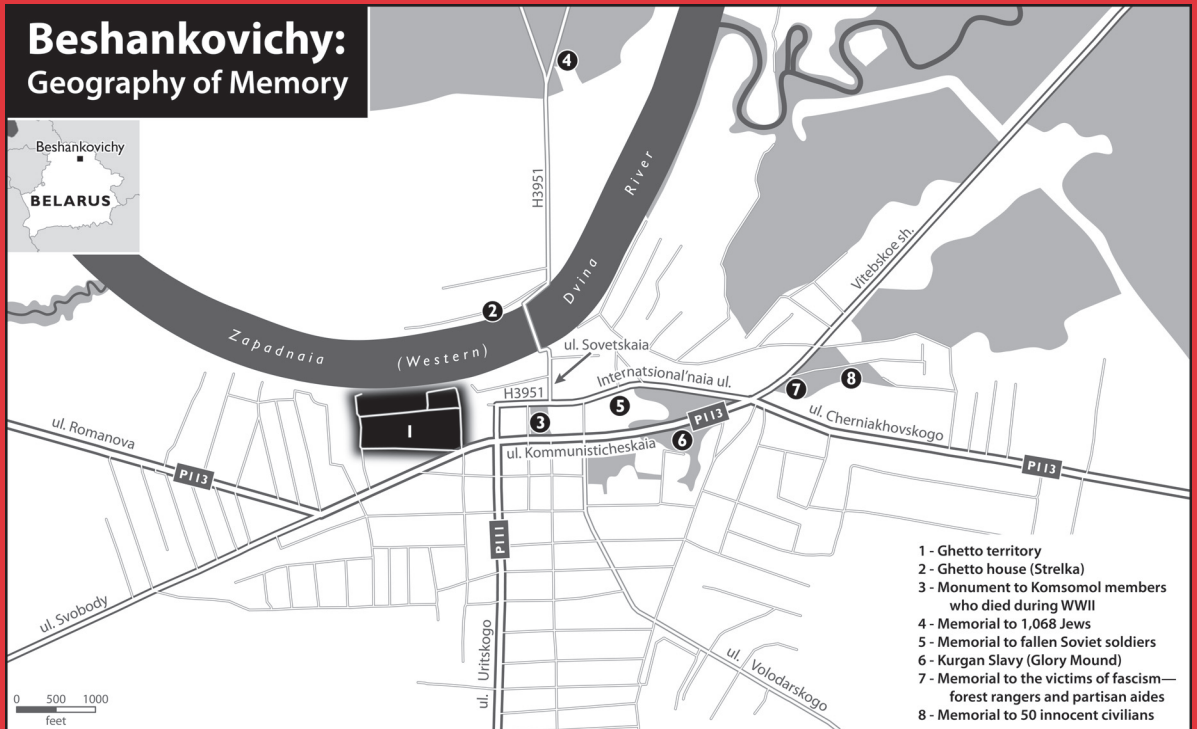 Beshankovichy:
Geography of Memory
Beshankovichy
BELARUS
4
H3951
River
Dvina
Vitebskoe sh.
2
Zapadnaia (Western)
ul. Sovetskaia
H3951
Internatsional'naia ul.
7
8
5
3
P113
6
ul. Kommunisticheskaia
ul. Cherniakhovskogo
P113
1
ul. Romanova
P113
P111
ul. Svobody
ul. Uritskogo
ul. Volodarskogo
0 500 1000
feet
1 - Ghetto territory
2 - Ghetto house (Strelka)
3 - Monument to Komsomol members
who died during WWII
4 - Memorial to 1,068 Jews
5 - Memorial to fallen Soviet soldiers
6 - Kurgan Slavy (Glory Mound)
7 - Memorial to the victims of fascism—
forest rangers and partisan aides
8 - Memorial to 50 innocent civilians